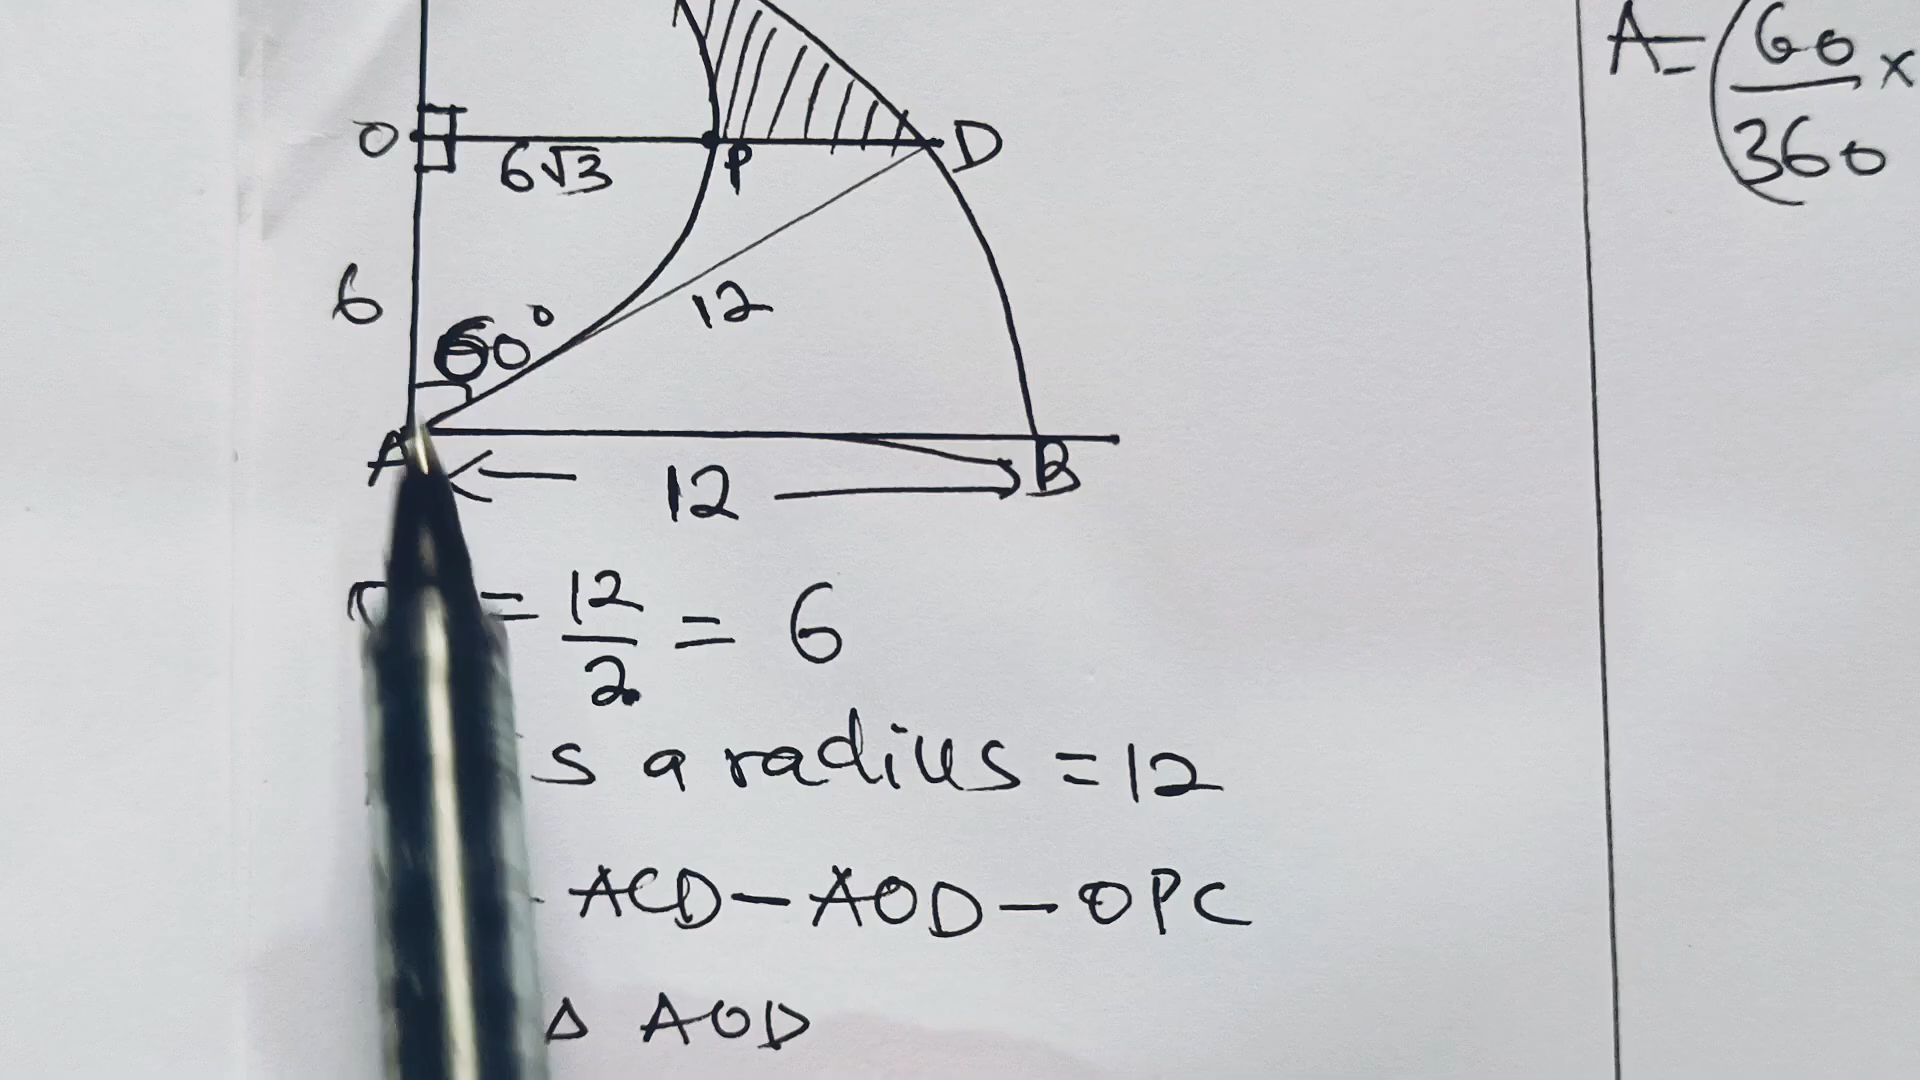 A= (60/360 ×
O
6√3
P
D
6
60°
12
A
12
B
= 12/2 = 6
s a radius = 12
ACD - AOD - OPC
Δ AOD